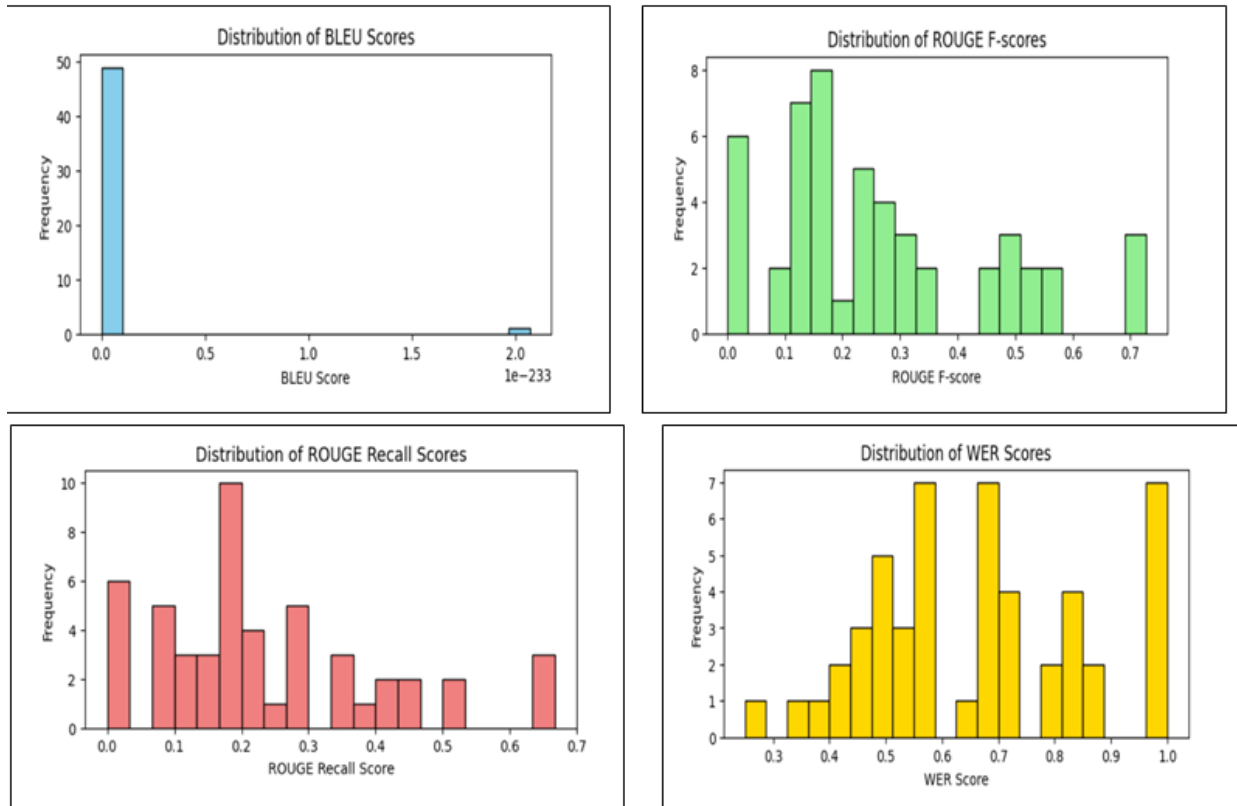 Distribution of BLEU Scores
50
40
30
20
10
0
Frequency
0.0 0.5 1.0 1.5 2.0
1e−233
BLEU Score
Distribution of ROUGE F-scores
8
6
4
2
0
Frequency
0.0 0.1 0.2 0.3 0.4 0.5 0.6 0.7
ROUGE F-score
Distribution of ROUGE Recall Scores
10
8
6
4
2
0
Frequency
0.0 0.1 0.2 0.3 0.4 0.5 0.6 0.7
ROUGE Recall Score
Distribution of WER Scores
7
6
5
4
3
2
1
0
Frequency
0.3 0.4 0.5 0.6 0.7 0.8 0.9 1.0
WER Score